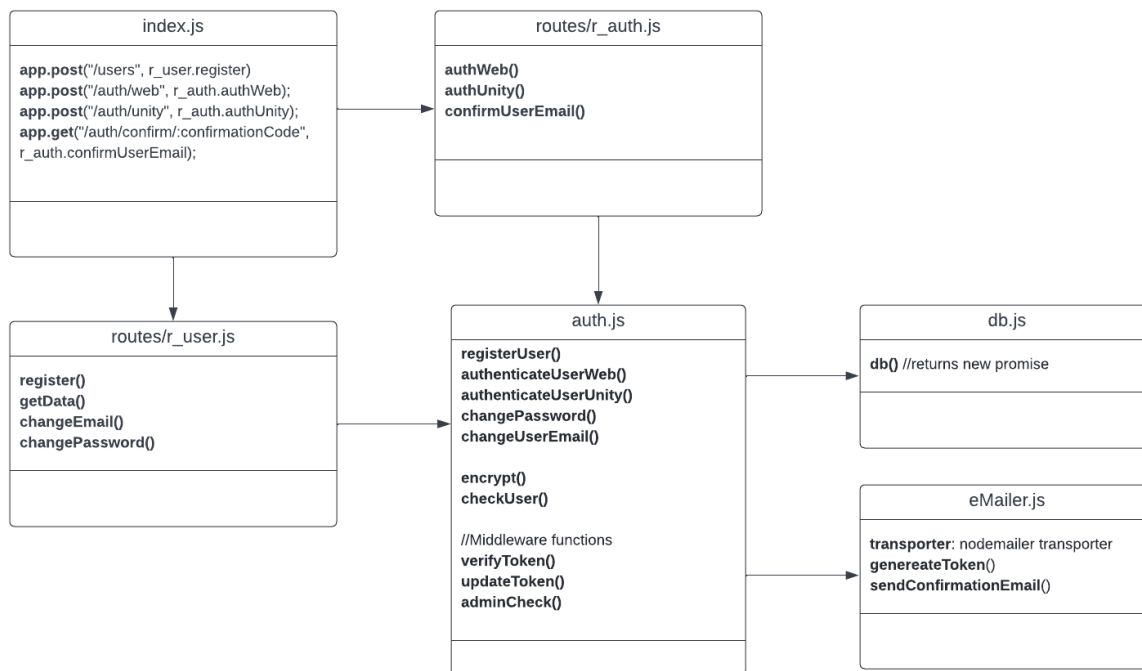 index.js
app.post("/users", r_user.register)
app.post("/auth/web", r_auth.authWeb);
app.post("/auth/unity", r_auth.authUnity);
app.get("/auth/confirm/:confirmationCode",
r_auth.confirmUserEmail);
routes/r_auth.js
authWeb()
authUnity()
confirmUserEmail()
routes/r_user.js
register()
getData()
changeEmail()
changePassword()
auth.js
registerUser()
authenticateUserWeb()
authenticateUserUnity()
changePassword()
changeUserEmail()
encrypt()
checkUser()
//Middleware functions
verifyToken()
updateToken()
adminCheck()
db.js
db() //returns new promise
eMailer.js
transporter: nodemailer transporter
genereateToken()
sendConfirmationEmail()